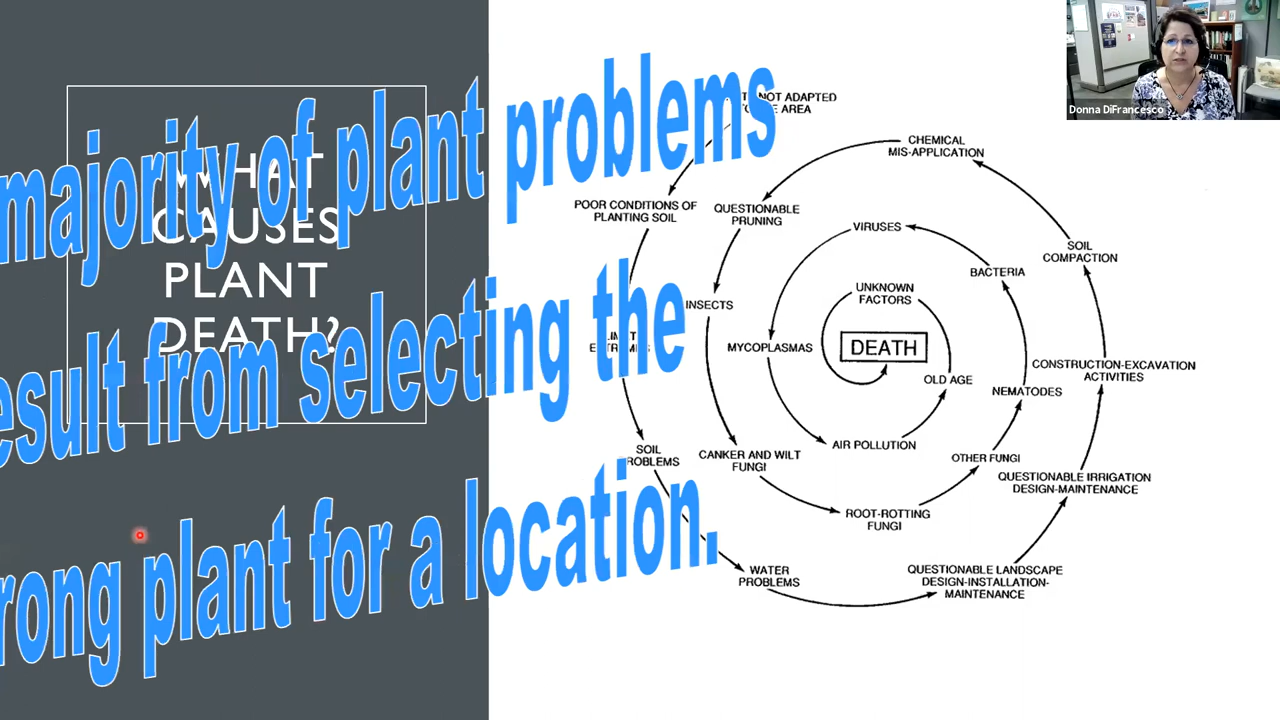 majority of plant problems
result from selecting the
plant for a location.
WHAT
CAUSES
PLANT
DEATH?
NOT ADAPTED
AREA
POOR CONDITIONS OF
PLANTING SOIL
SOIL
PROBLEMS
WATER
PROBLEMS
QUESTIONABLE LANDSCAPE
DESIGN-INSTALLATION-
MAINTENANCE
QUESTIONABLE IRRIGATION
DESIGN-MAINTENANCE
CONSTRUCTION-EXCAVATION
ACTIVITIES
SOIL
COMPACTION
CHEMICAL
MIS-APPLICATION
QUESTIONABLE
PRUNING
INSECTS
CANKER AND WILT
FUNGI
ROOT-ROTTING
FUNGI
OTHER FUNGI
NEMATODES
BACTERIA
VIRUSES
MYCOPLASMAS
AIR POLLUTION
OLD AGE
UNKNOWN
FACTORS
DEATH
Donna DiFrancesco